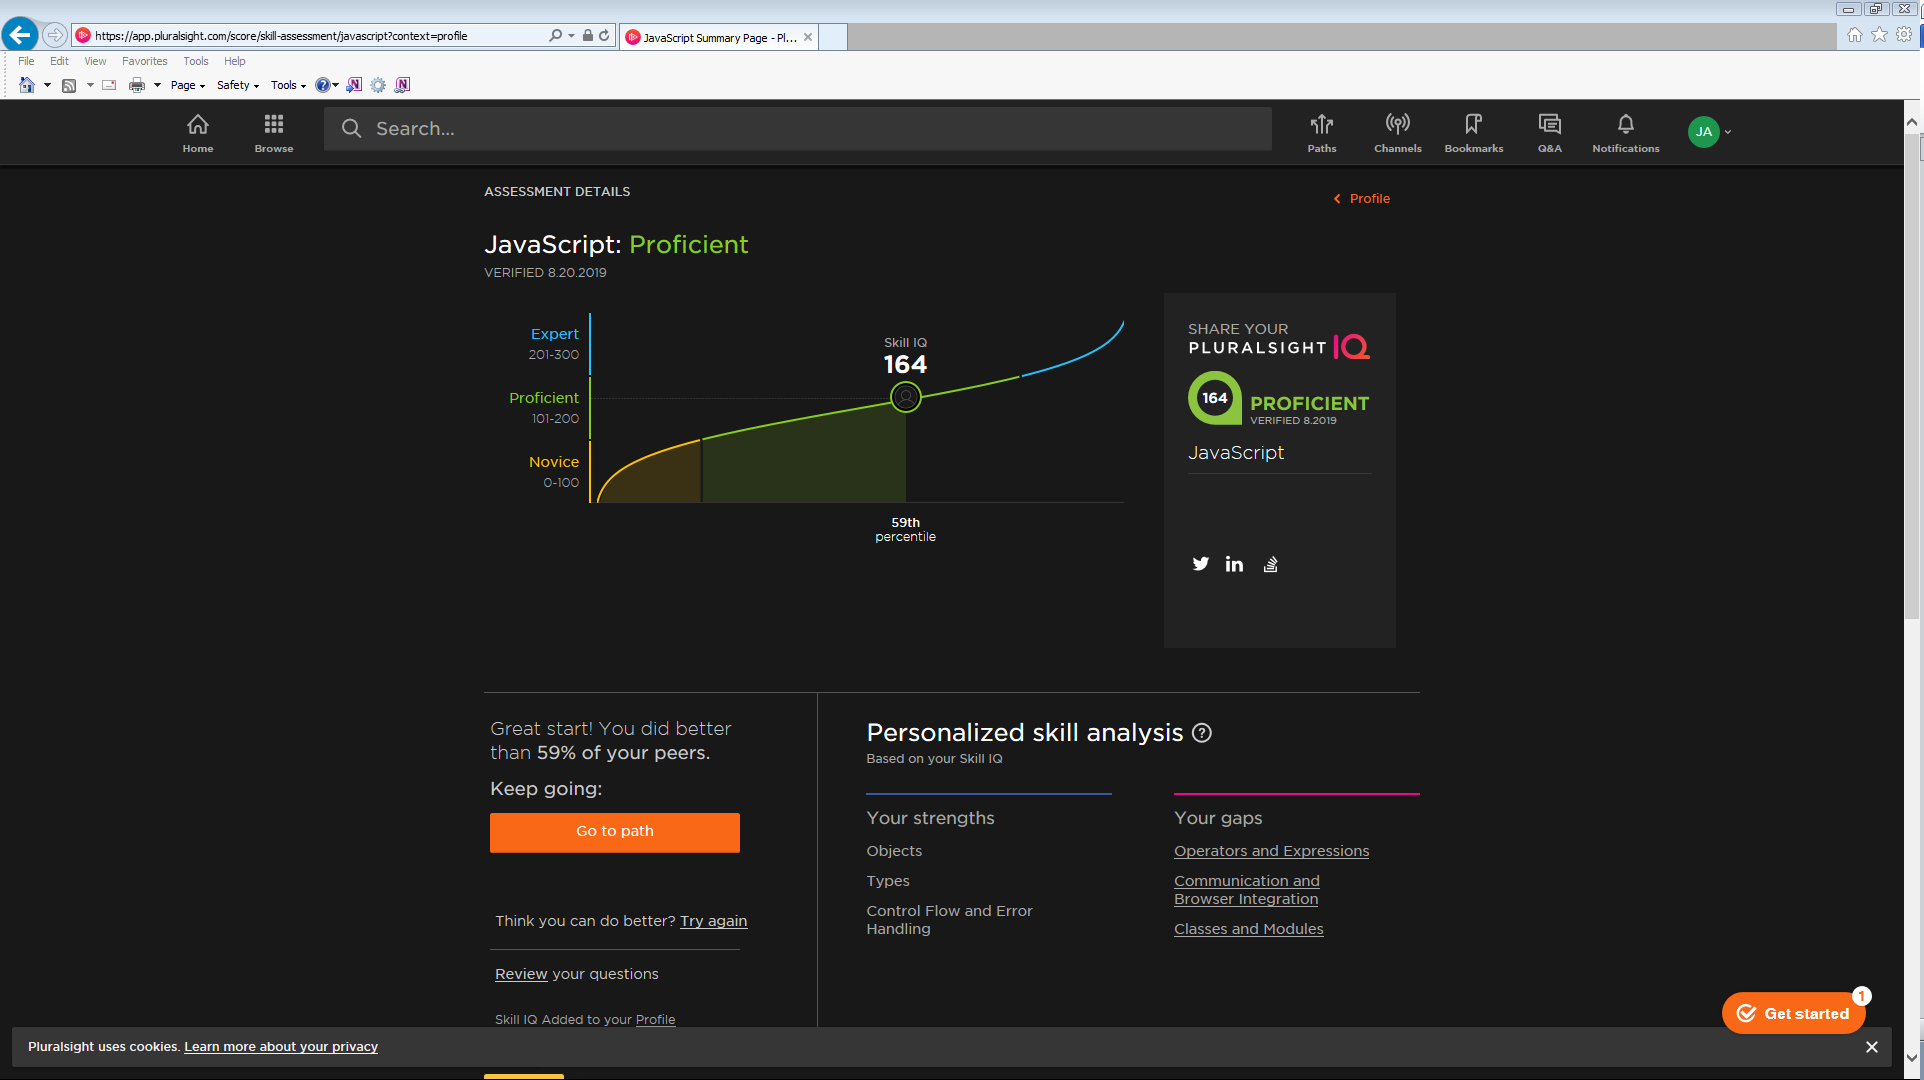 https://app.pluralsight.com/score/skill-assessment/javascript?context=profile
JavaScript Summary Page - Pl...
File Edit View Favorites Tools Help
Page Safety Tools
Home
Browse
Search...
Paths
Channels
Bookmarks
Q&A
Notifications
JA
ASSESSMENT DETAILS
Profile
JavaScript: Proficient
VERIFIED 8.20.2019
Expert
201-300
Proficient
101-200
Novice
0-100
Skill IQ
164
59th
percentile
SHARE YOUR
PLURALSIGHT IQ
164
PROFICIENT
VERIFIED 8.2019
JavaScript
Great start! You did better
than 59% of your peers.
Keep going:
Go to path
Think you can do better? Try again
Review your questions
Skill IQ Added to your Profile
Personalized skill analysis ?
Based on your Skill IQ
Your strengths
Objects
Types
Control Flow and Error
Handling
Your gaps
Operators and Expressions
Communication and
Browser Integration
Classes and Modules
1
Get started
Pluralsight uses cookies. Learn more about your privacy